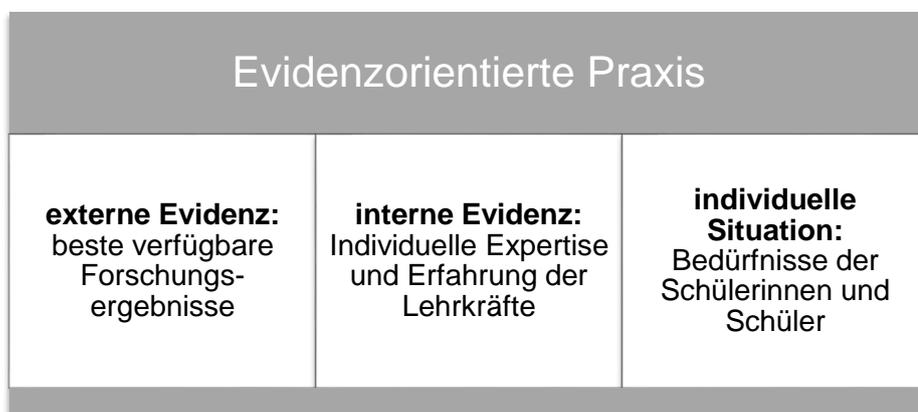 Evidenzorientierte Praxis
externe Evidenz:
beste verfügbare
Forschungs-
ergebnisse
interne Evidenz:
Individuelle Expertise
und Erfahrung der
Lehrkräfte
individuelle
Situation:
Bedürfnisse der
Schülerinnen und
Schüler